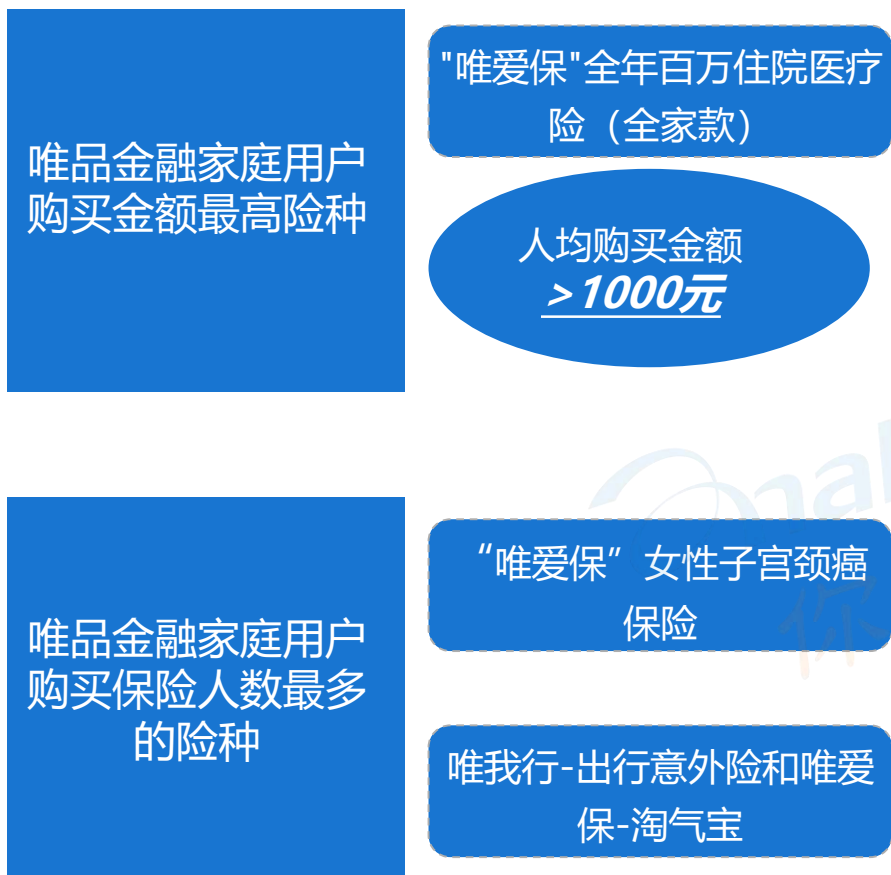 唯品金融家庭用户
购买金额最高险种
"唯爱保"全年百万住院医疗
险（全家款）
人均购买金额
>1000元
唯品金融家庭用户
购买保险人数最多
的险种
“唯爱保”女性子宫颈癌
保险
唯我行-出行意外险和唯爱
保-淘气宝
你